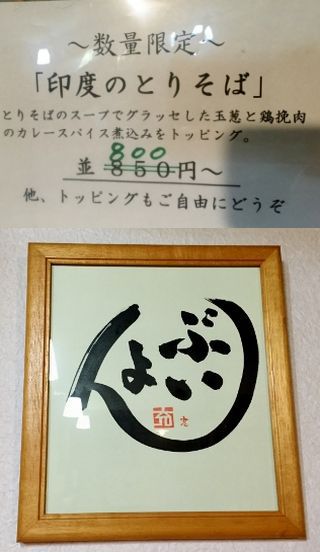 ～数量限定～
「印度のとりそば」
とりそばのスープでグラッセした玉葱と鶏挽肉
のカレースパイス煮込みをトッピング。
800
並 850円～
他、トッピングもご自由にどうぞ
ぶい
よん